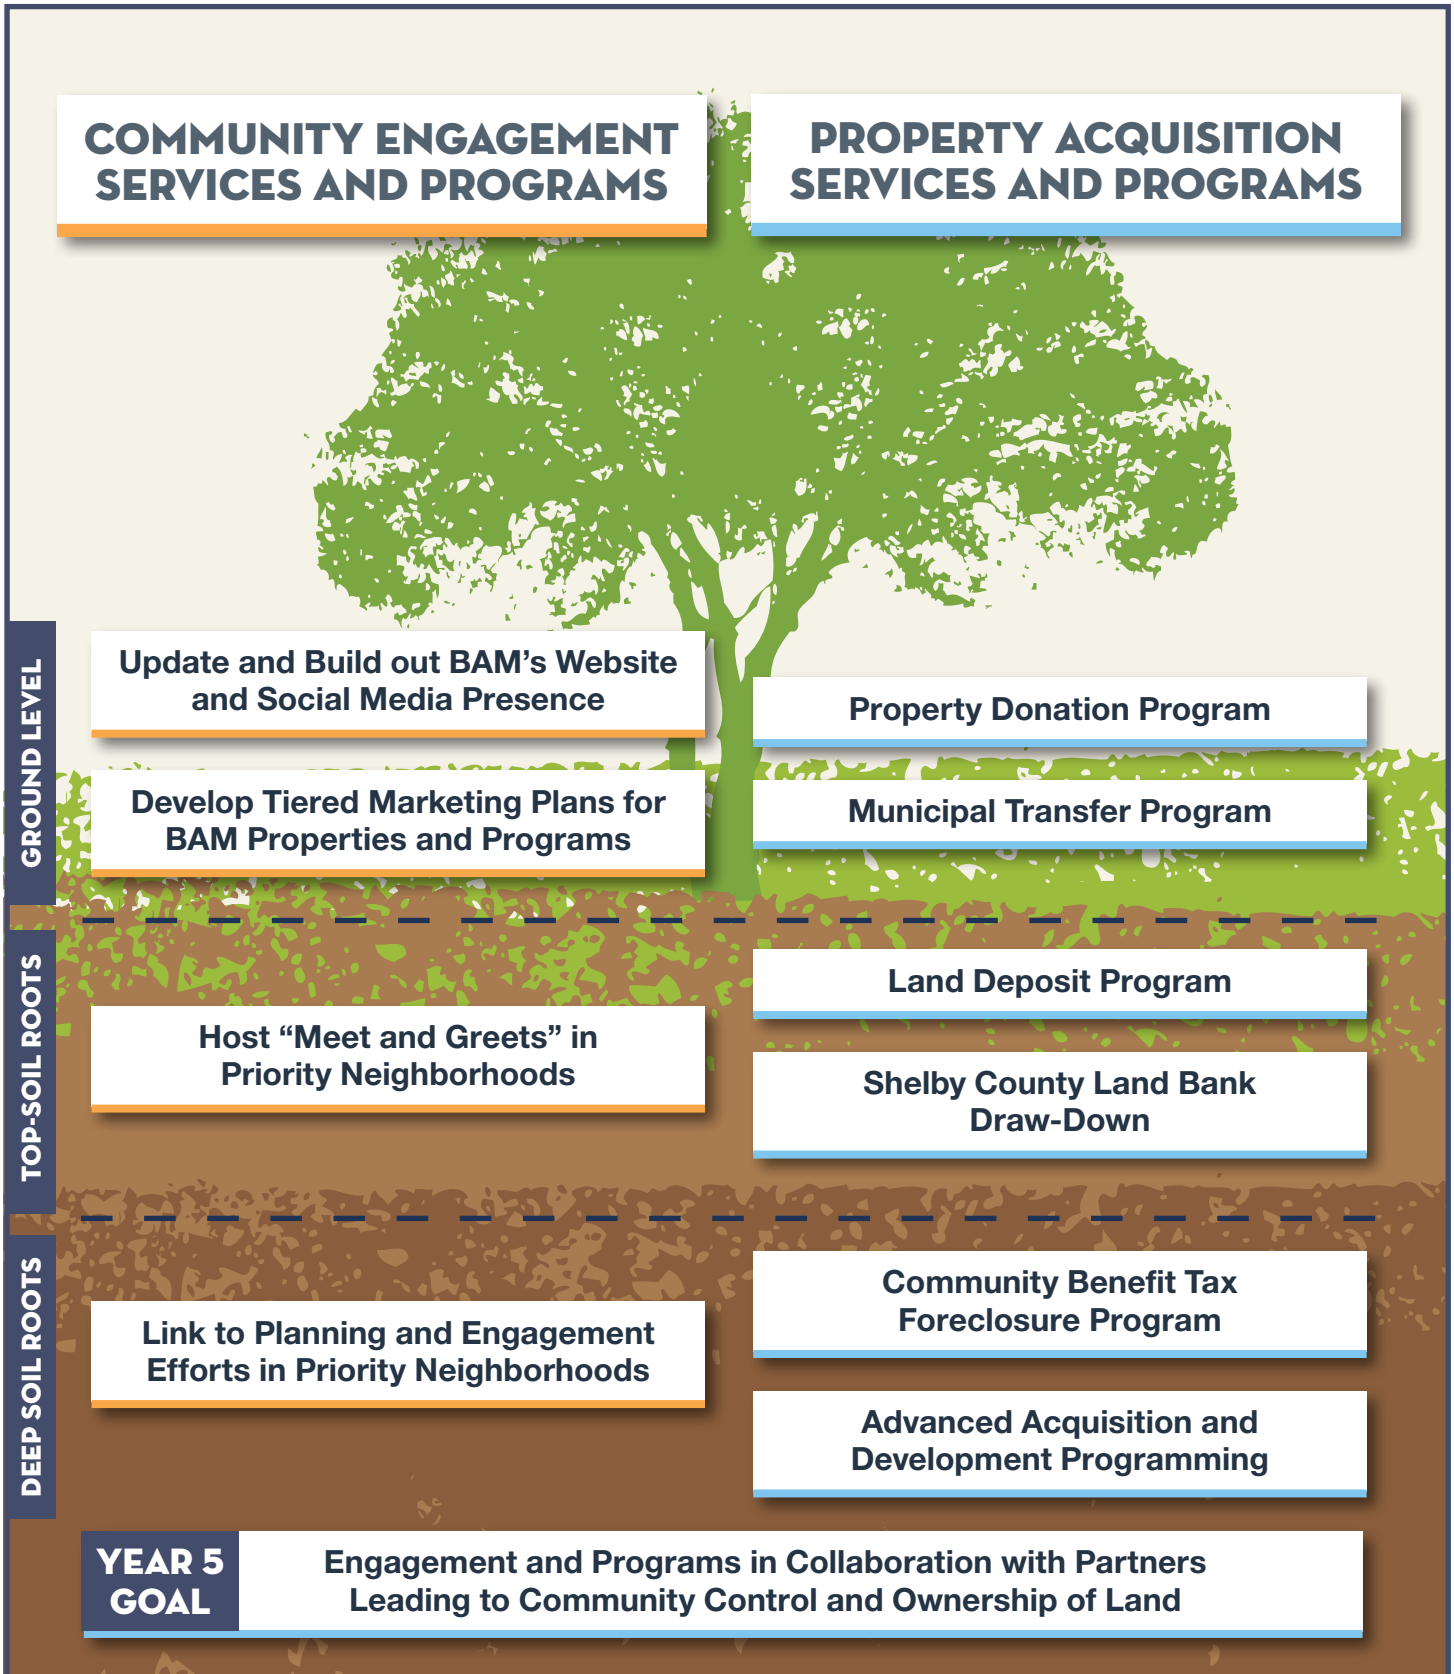 COMMUNITY ENGAGEMENT
SERVICES AND PROGRAMS
PROPERTY ACQUISITION
SERVICES AND PROGRAMS
GROUND LEVEL
Update and Build out BAM’s Website
and Social Media Presence
Develop Tiered Marketing Plans for
BAM Properties and Programs
Property Donation Program
Municipal Transfer Program
TOP-SOIL ROOTS
Host “Meet and Greets” in
Priority Neighborhoods
Land Deposit Program
Shelby County Land Bank
Draw-Down
DEEP SOIL ROOTS
Link to Planning and Engagement
Efforts in Priority Neighborhoods
Community Benefit Tax
Foreclosure Program
Advanced Acquisition and
Development Programming
YEAR 5
GOAL
Engagement and Programs in Collaboration with Partners
Leading to Community Control and Ownership of Land